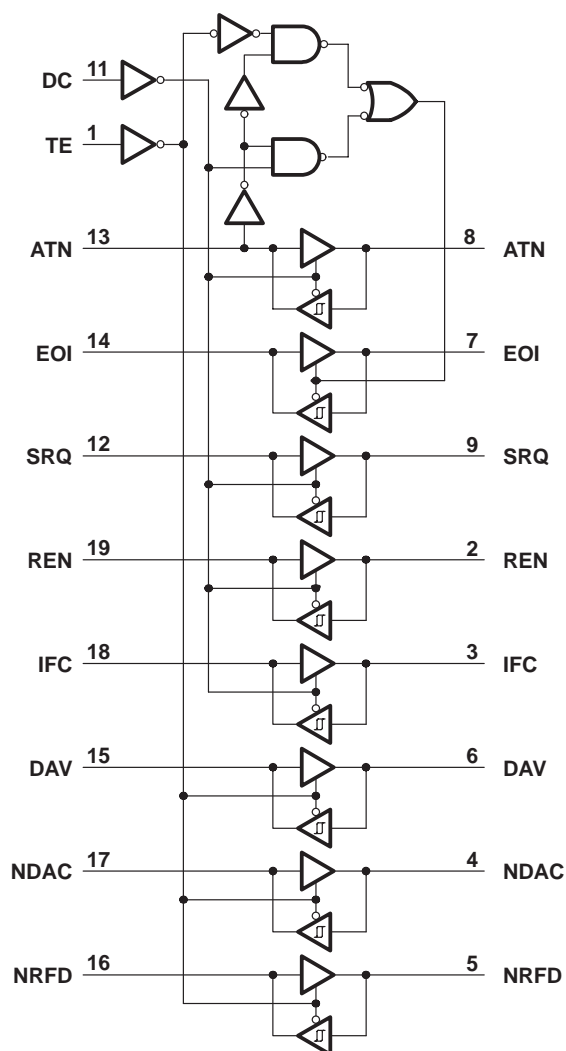 DC 11
TE 1
ATN 13 8 ATN
EOI 14 7 EOI
SRQ 12 9 SRQ
REN 19 2 REN
IFC 18 3 IFC
DAV 15 6 DAV
NDAC 17 4 NDAC
NRFD 16 5 NRFD